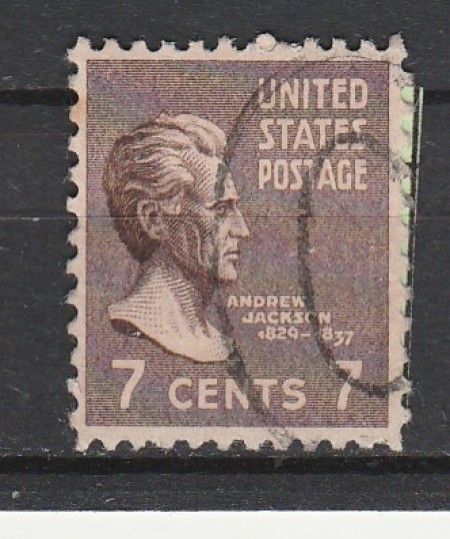 UNITED
STATES
POSTAGE
ANDREW
JACKSON
1829-1837
7 CENTS 7